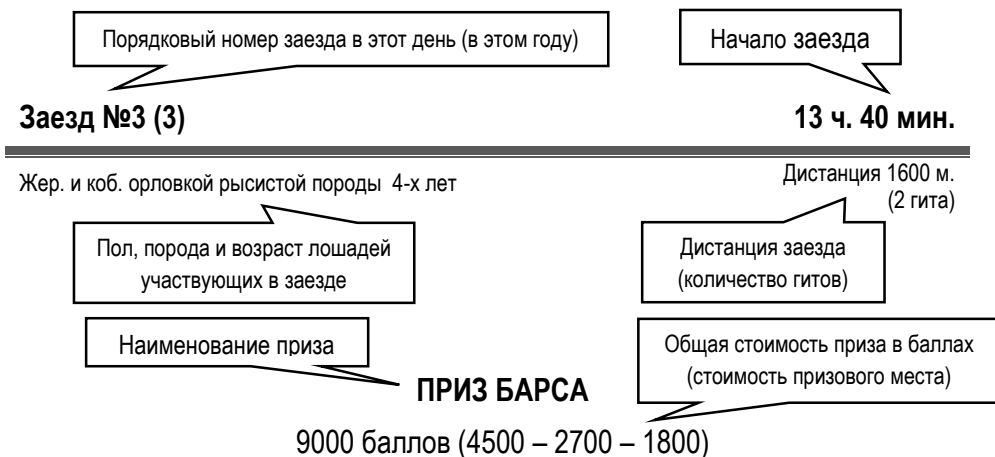 Порядковый номер заезда в этот день (в этом году)
Начало заезда
Заезд №3 (3)
13 ч. 40 мин.
Жер. и коб. орловкой рысистой породы 4-х лет
Дистанция 1600 м.
(2 гита)
Пол, порода и возраст лошадей
участвующих в заезде
Дистанция заезда
(количество гитов)
Наименование приза
Общая стоимость приза в баллах
(стоимость призового места)
ПРИЗ БАРСА
9000 баллов (4500 – 2700 – 1800)